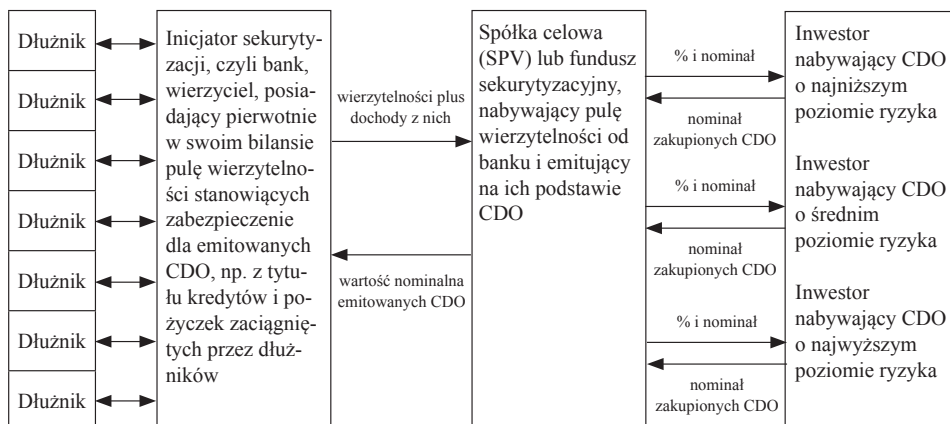 Dłużnik
Dłużnik
Dłużnik
Dłużnik
Dłużnik
Dłużnik
Dłużnik
Inicjator sekurytyzacji, czyli bank,
wierzyciel, posia-
dający pierwotnie
w swoim bilansie
pulę wierzytelno-
ści stanowiących
zabezpieczenie
dla emitowanych
CDO, np. z tytu-
łu kredytów i po-
życzek zaciągnię-
tych przez dłuż-
ników
wierzytelności plus
dochody z nich
wartość nominalna
emitowanych CDO
Spółka celowa
(SPV) lub fundusz
sekurytyzacyjny,
nabywający pulę
wierzytelności od
banku i emitujący
na ich podstawie
CDO
% i nominał
nominał
zakupionych CDO
% i nominał
nominał
zakupionych CDO
% i nominał
nominał
zakupionych CDO
Inwestor
nabywający CDO
o najniższym
poziomie ryzyka
Inwestor
nabywający CDO
o średnim
poziomie ryzyka
Inwestor
nabywający CDO
o najwyższym
poziomie ryzyka